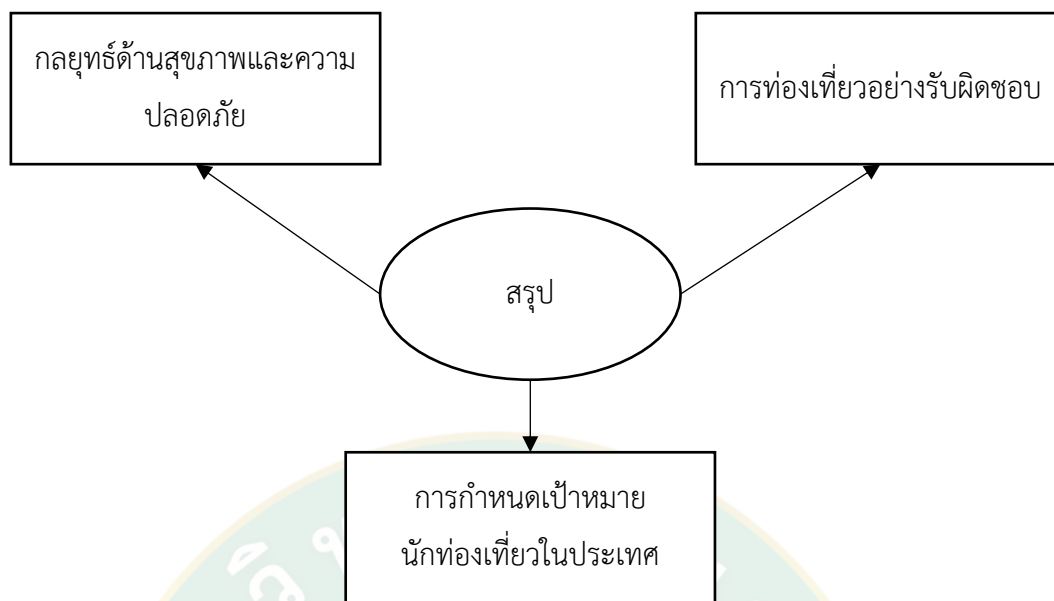 กลยุทธ์ด้านสุขภาพและความ
ปลอดภัย
การท่องเที่ยวอย่างรับผิดชอบ
สรุป
การกำหนดเป้าหมาย
นักท่องเที่ยวในประเทศ